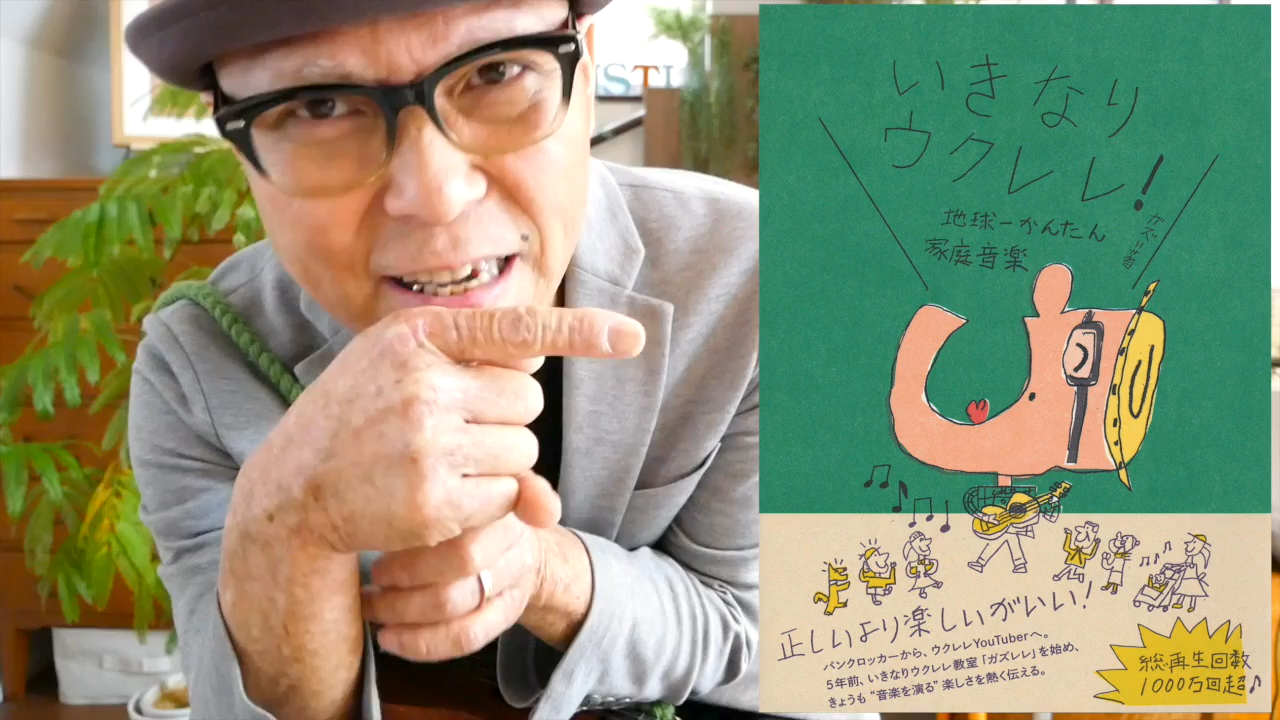 いきなり
ウクレレ!
地球一かんたん
家庭音楽
ガズ!!著
正しいより楽しいがいい!
パンクロッカーから、ウクレレYouTuberへ。
5年前、いきなりウクレレ教室「ガズレレ」を始め、
きょうも“音楽を演る”楽しさを熱く伝える。
総再生回数
1000万回超♪